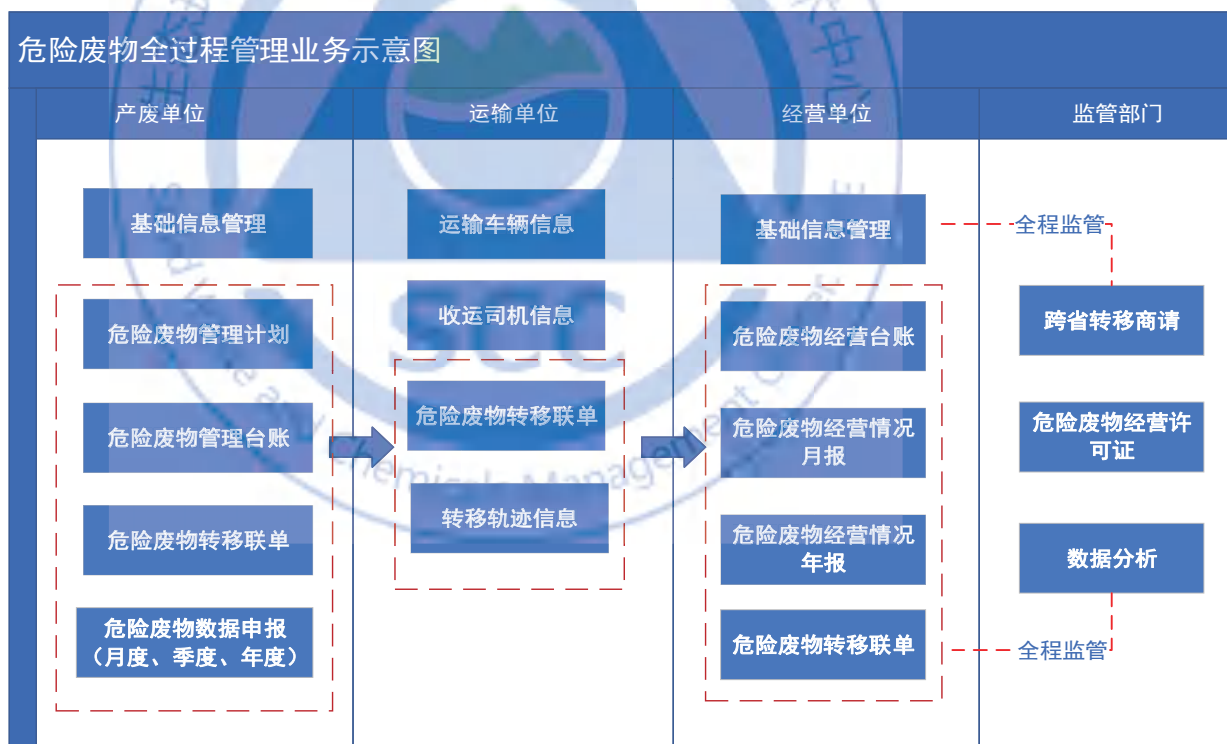 危险废物全过程管理业务示意图
产废单位
运输单位
经营单位
监管部门
基础信息管理
危险废物管理计划
危险废物管理台账
危险废物转移联单
危险废物数据申报
（月度、季度、年度）
运输车辆信息
收运司机信息
危险废物转移联单
转移轨迹信息
基础信息管理
危险废物经营台账
危险废物经营情况
月报
危险废物经营情况
年报
危险废物转移联单
全程监管
跨省转移商请
危险废物经营许
可证
数据分析
全程监管
SCC